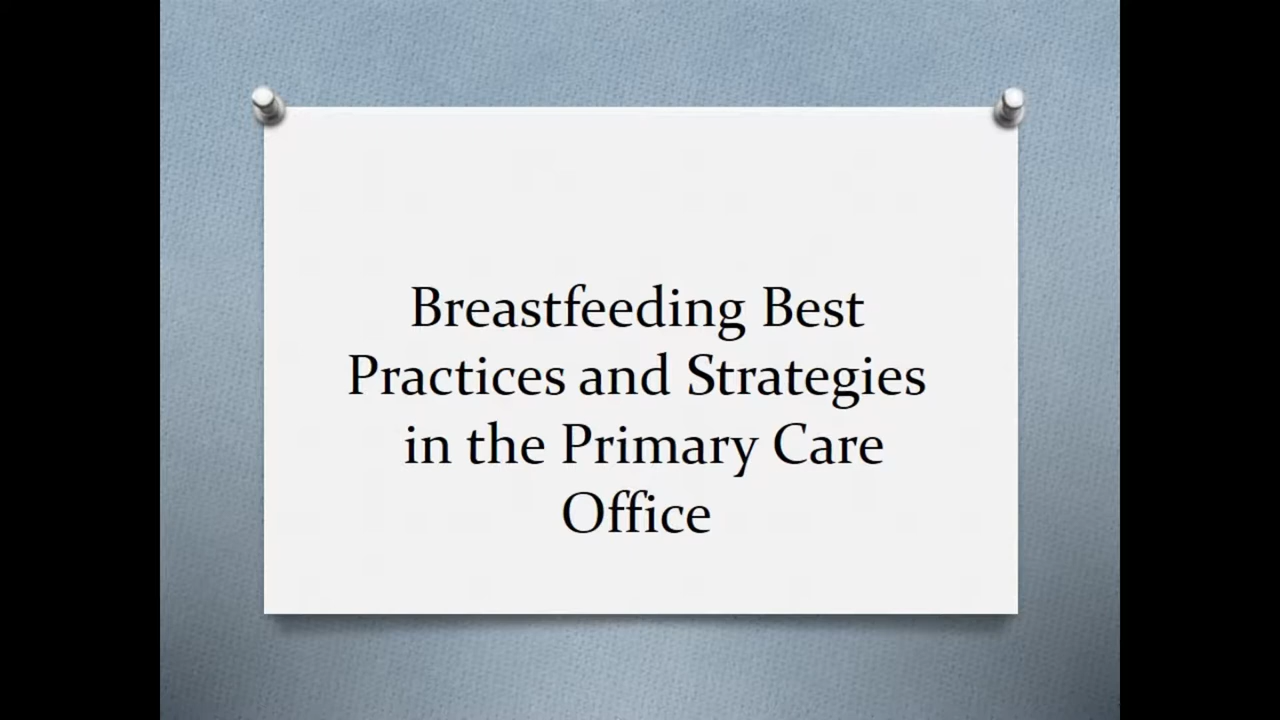 Breastfeeding Best
Practices and Strategies
in the Primary Care
Office